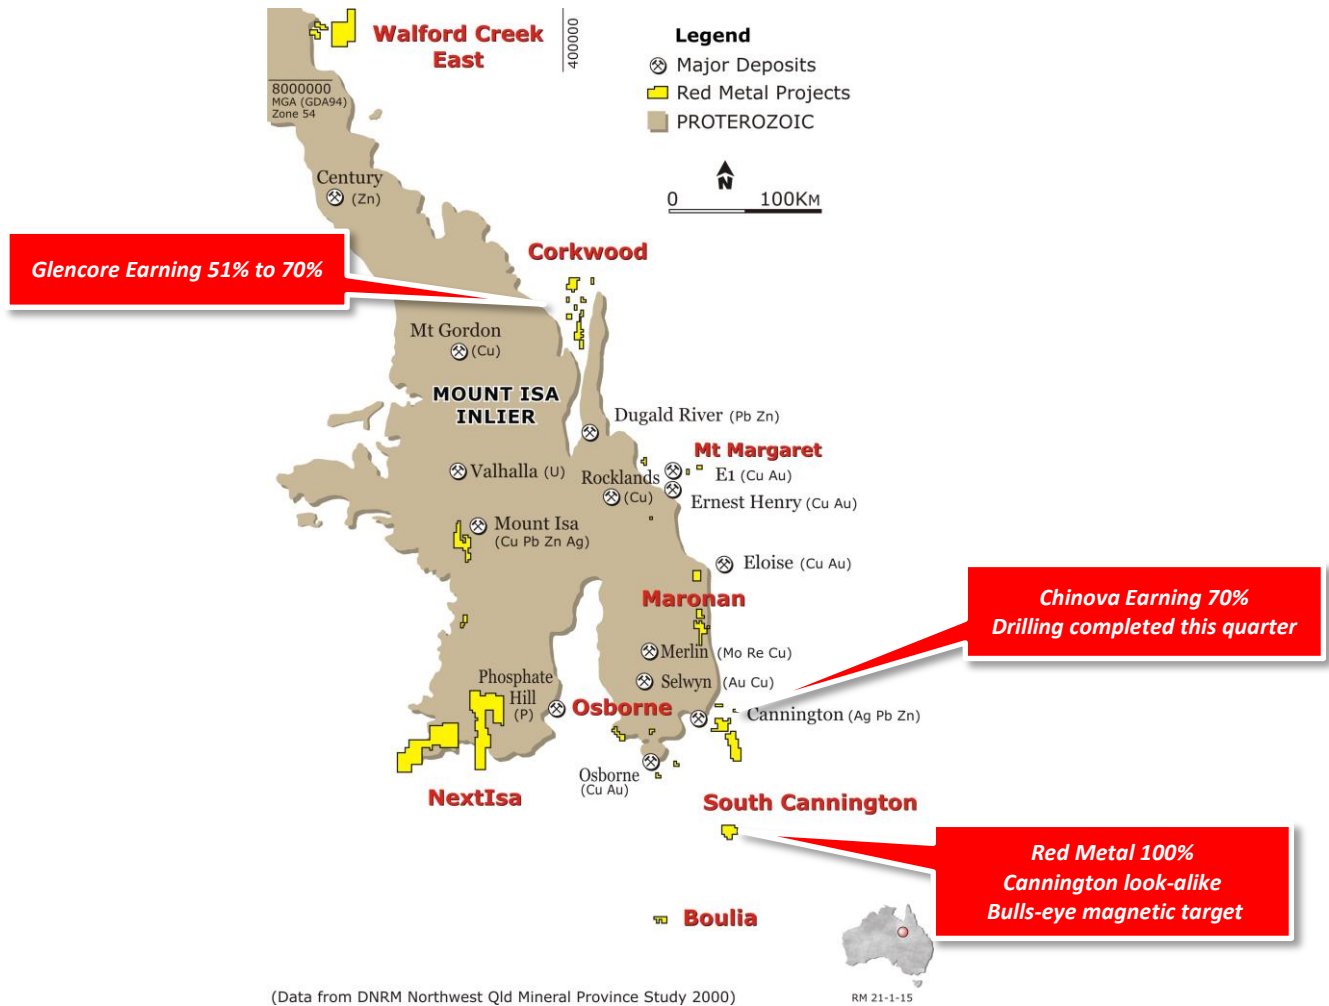 Walford Creek
East
400000
Legend
Major Deposits
Red Metal Projects
PROTEROZOIC
8000000
MGA (GDA94)
Zone 54
N
0 100KM
Century
(Zn)
Glencore Earning 51% to 70%
Corkwood
Mt Gordon
(Cu)
MOUNT ISA
INLIER
Dugald River (Pb Zn)
Mt Margaret
E1 (Cu Au)
Valhalla (U)
Rocklands
(Cu)
Ernest Henry (Cu Au)
Mount Isa
(Cu Pb Zn Ag)
Eloise (Cu Au)
Maronan
Chinova Earning 70%
Drilling completed this quarter
Merlin (Mo Re Cu)
Selwyn (Au Cu)
Phosphate
Hill
(P)
Osborne
Cannington (Ag Pb Zn)
Osborne
(Cu Au)
NextIsa
South Cannington
Red Metal 100%
Cannington look-alike
Bulls-eye magnetic target
Boulia
(Data from DNRM Northwest Qld Mineral Province Study 2000)
RM 21-1-15